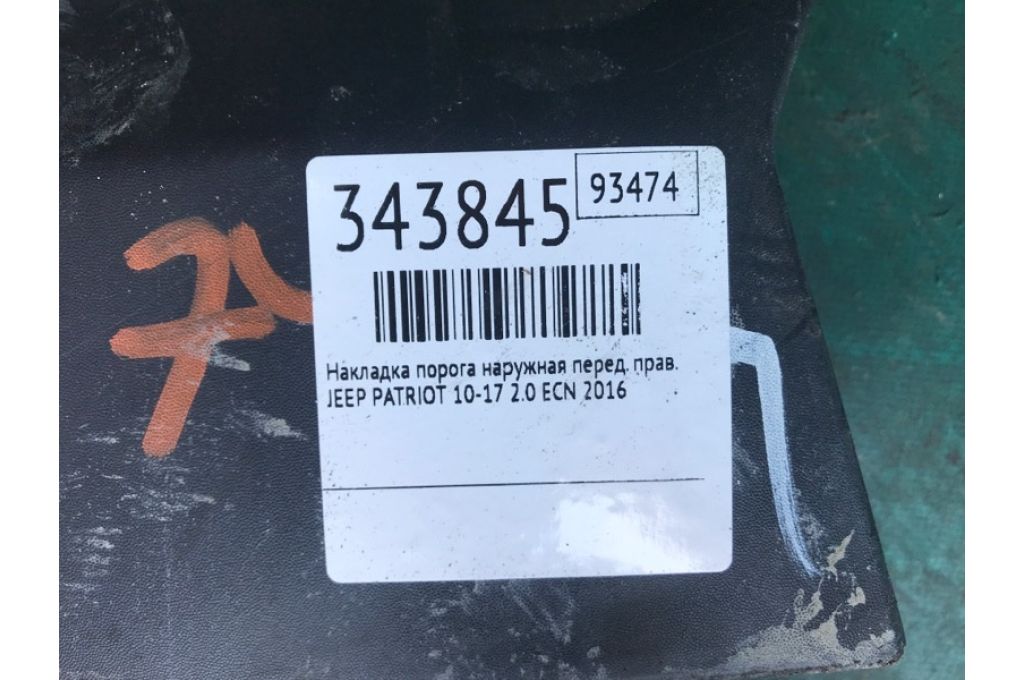 343845
93474
Накладка порога наружная перед. прав.
JEEP PATRIOT 10-17 2.0 ECN 2016